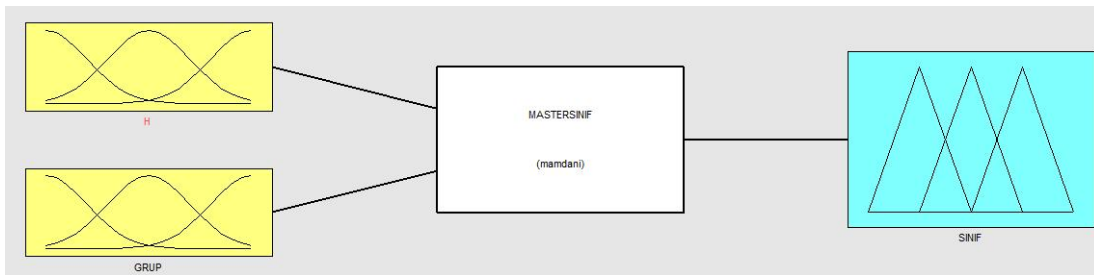 H
MASTERSINIF
(mamdani)
GRUP
SINIF